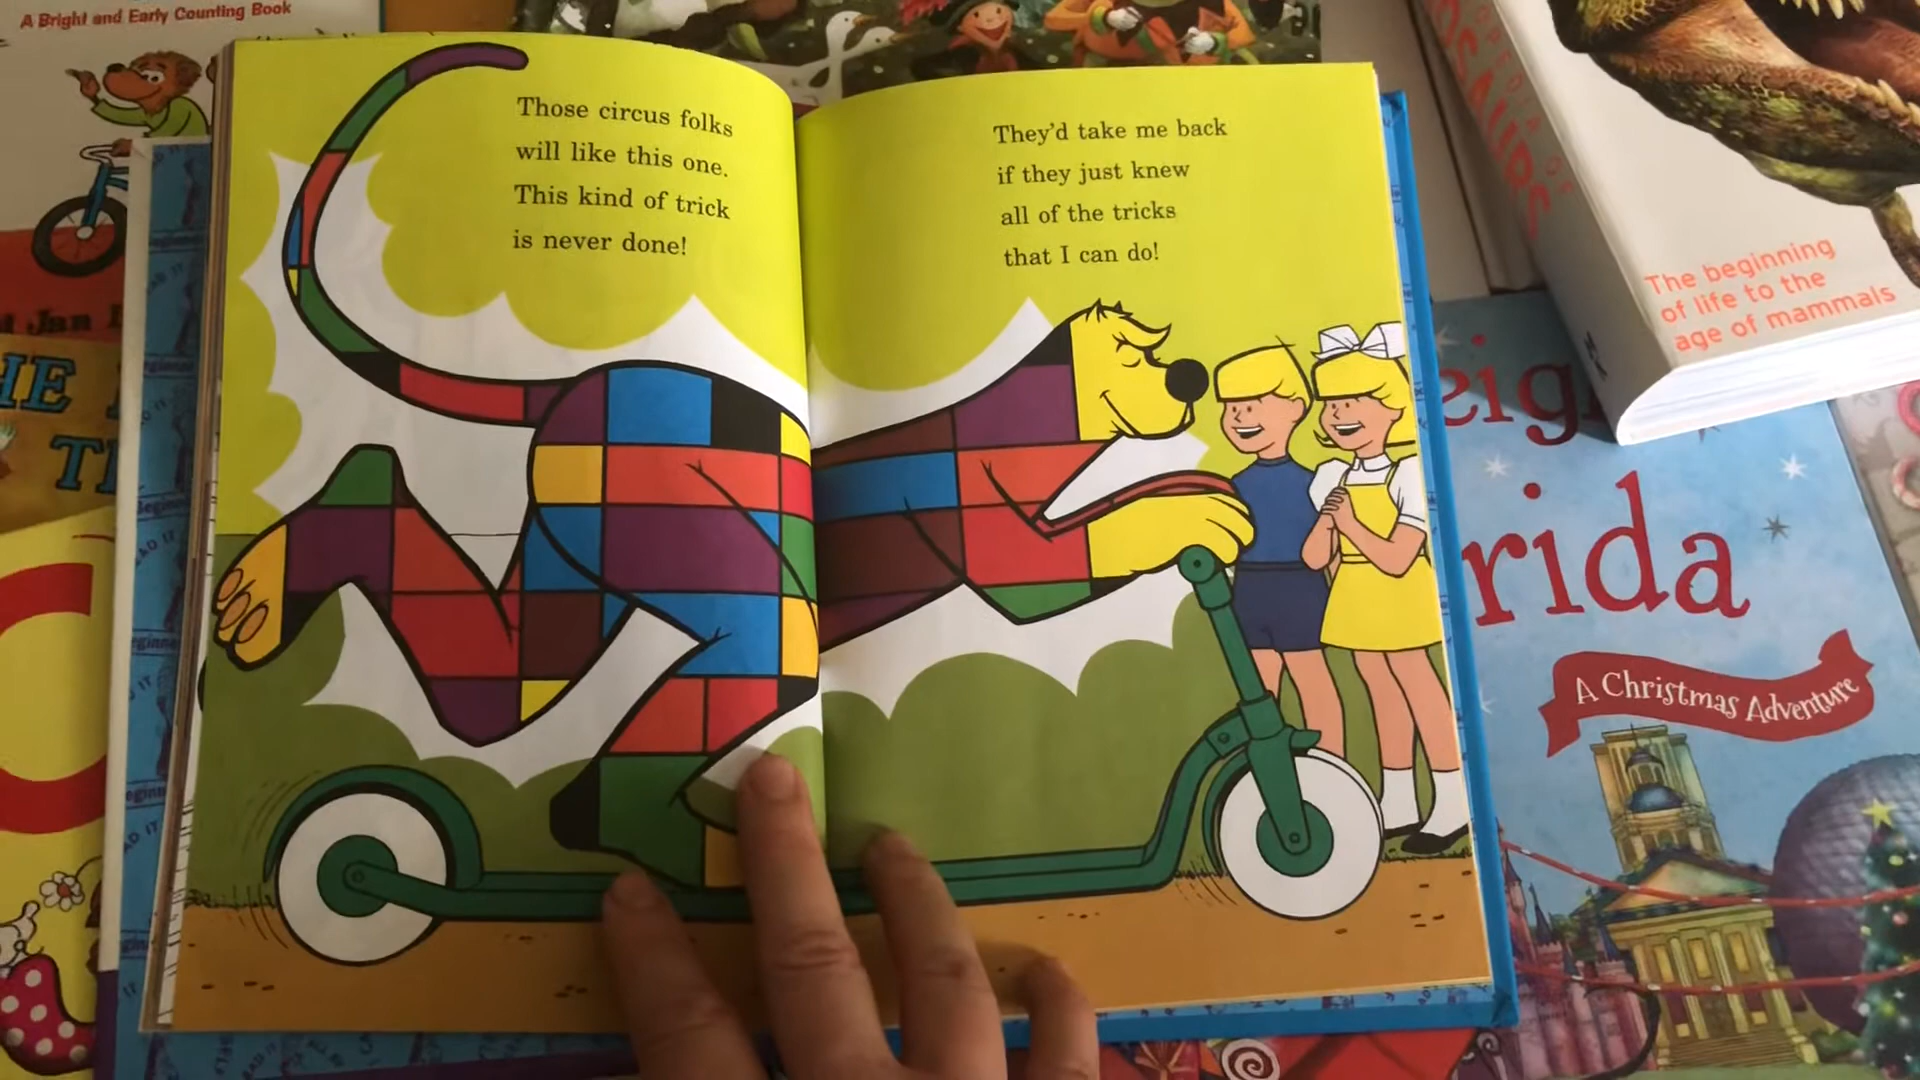 A Bright and Early Counting Book
Those circus folks
will like this one.
This kind of trick
is never done!
They'd take me back
if they just knew
all of the tricks
that I can do!
The beginning
of life to the
age of mammals
A Christmas Adventure